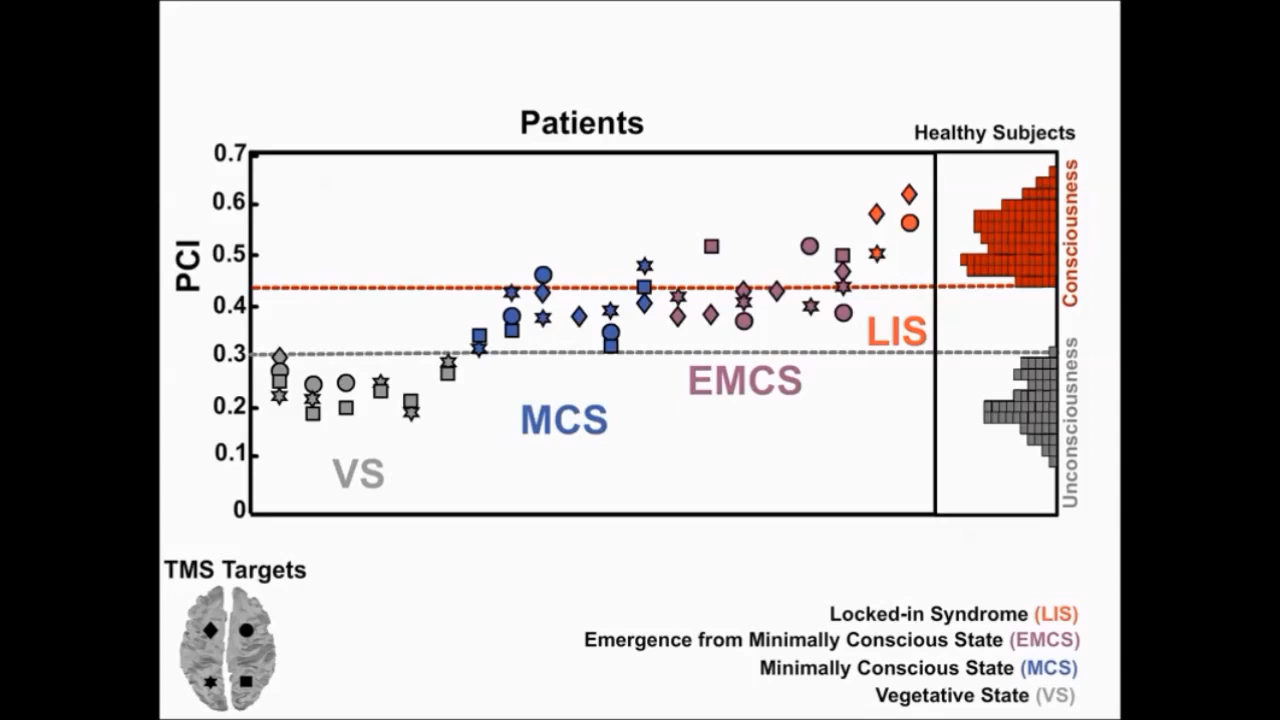 Patients
Healthy Subjects
0.7
0.6
0.5
0.4
0.3
0.2
0.1
0
PCI
Consciousness
Unconsciousness
LIS
EMCS
MCS
VS
TMS Targets
Locked-in Syndrome (LIS)
Emergence from Minimally Conscious State (EMCS)
Minimally Conscious State (MCS)
Vegetative State (VS)